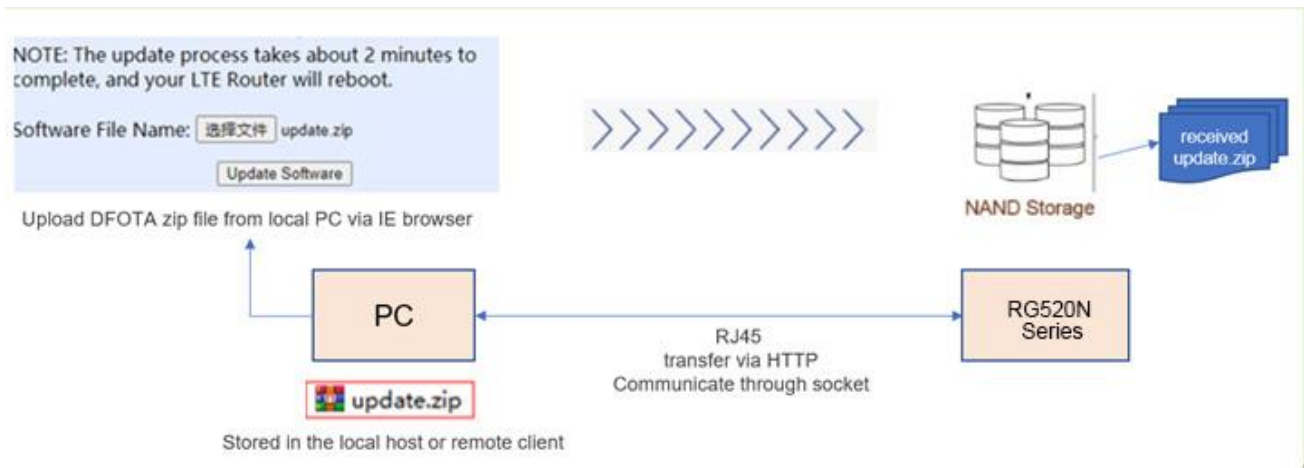 NOTE: The update process takes about 2 minutes to
complete, and your LTE Router will reboot.
Software File Name: 选择文件 update.zip
Update Software
Upload DFOTA zip file from local PC via IE browser
received
update.zip
NAND Storage
PC
RG520N
Series
RJ45
transfer via HTTP
Communicate through socket
update.zip
Stored in the local host or remote client